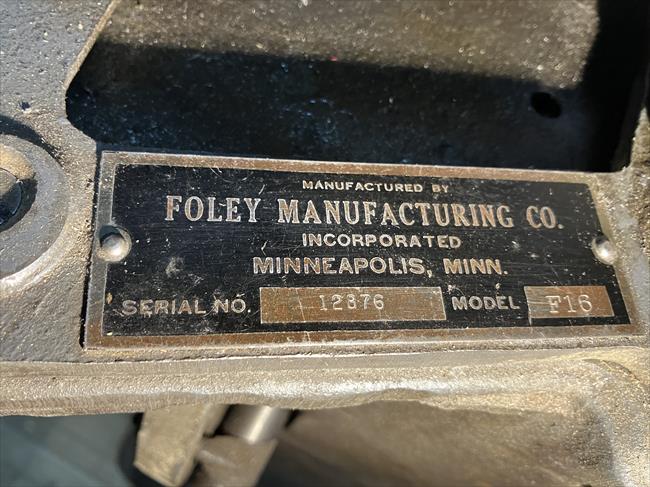 MANUFACTURED BY
FOLEY MANUFACTURING CO.
INCORPORATED
MINNEAPOLIS, MINN.
SERIAL NO. 12876 MODEL F16